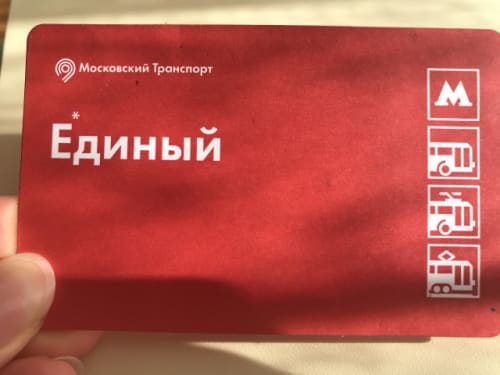 Московский Транспорт
*
Единый
М